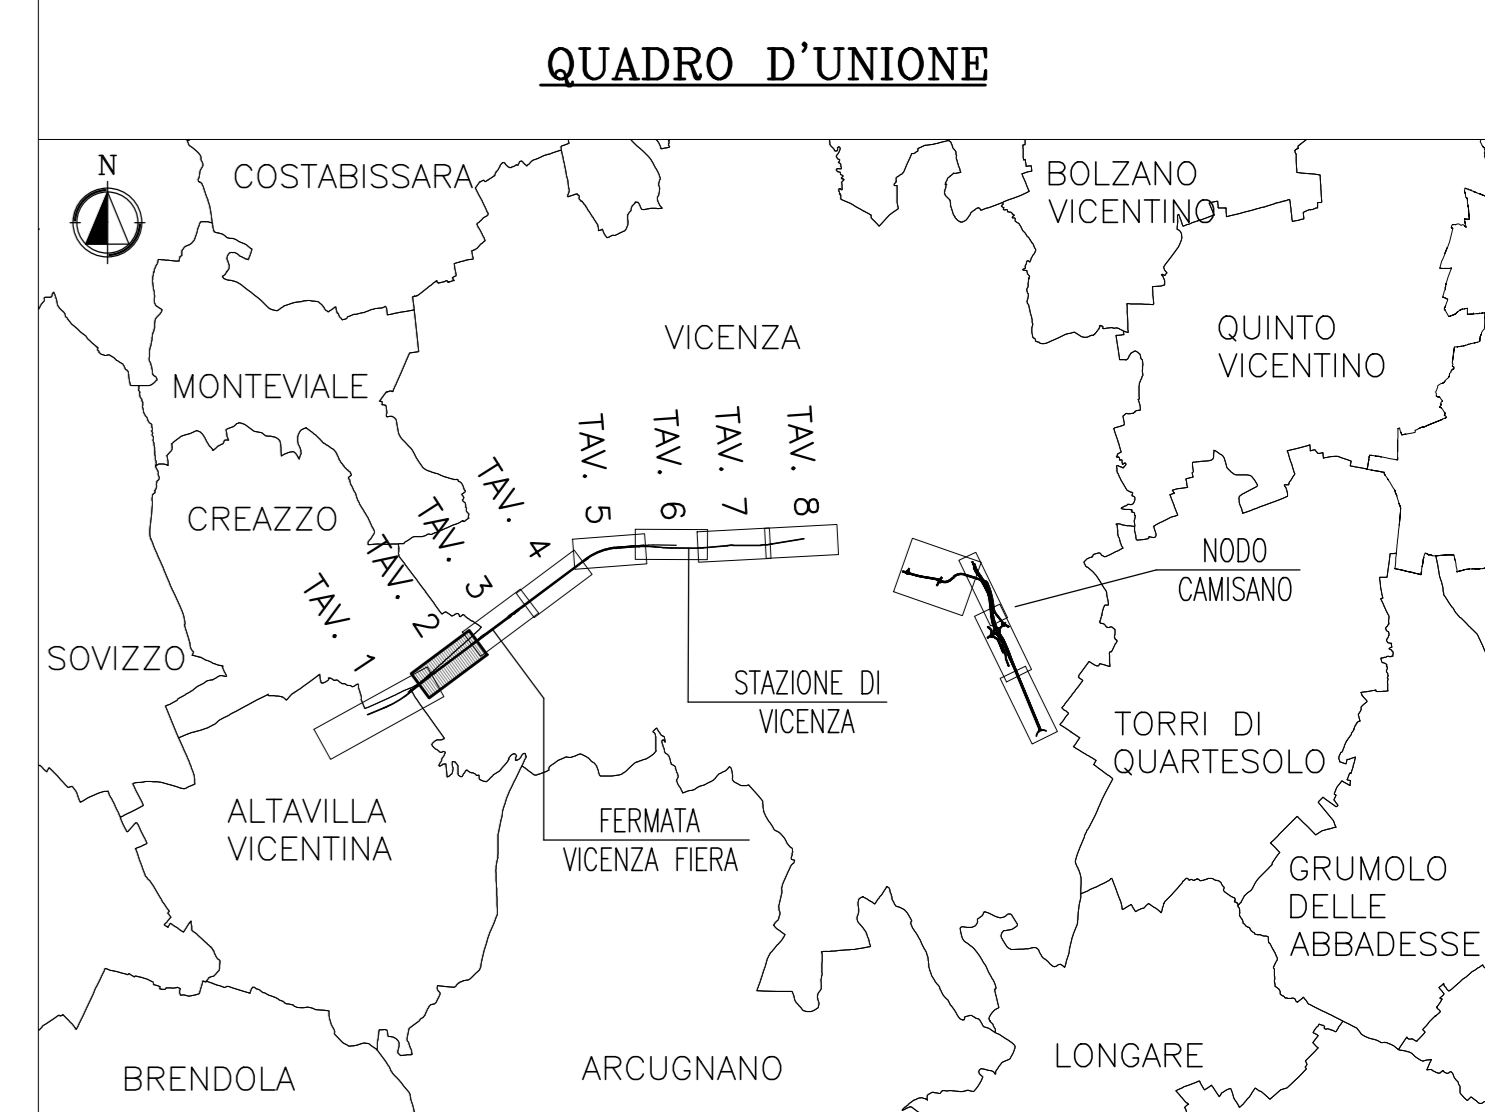 QUADRO D'UNIONE
N
COSTABISSARA
BOLZANO
VICENTINO
VICENZA
QUINTO
VICENTINO
MONTEVIALE
CREAZZO
TAV. 1
TAV. 2
TAV. 3
TAV. 4
TAV. 5
TAV. 6
TAV. 7
TAV. 8
NODO
CAMISANO
SOVIZZO
STAZIONE DI
VICENZA
TORRI DI
QUARTESOLO
ALTAVILLA
VICENTINA
FERMATA
VICENZA FIERA
GRUMOLO
DELLE
ABBADESSE
BRENDOLA
ARCUGNANO
LONGARE